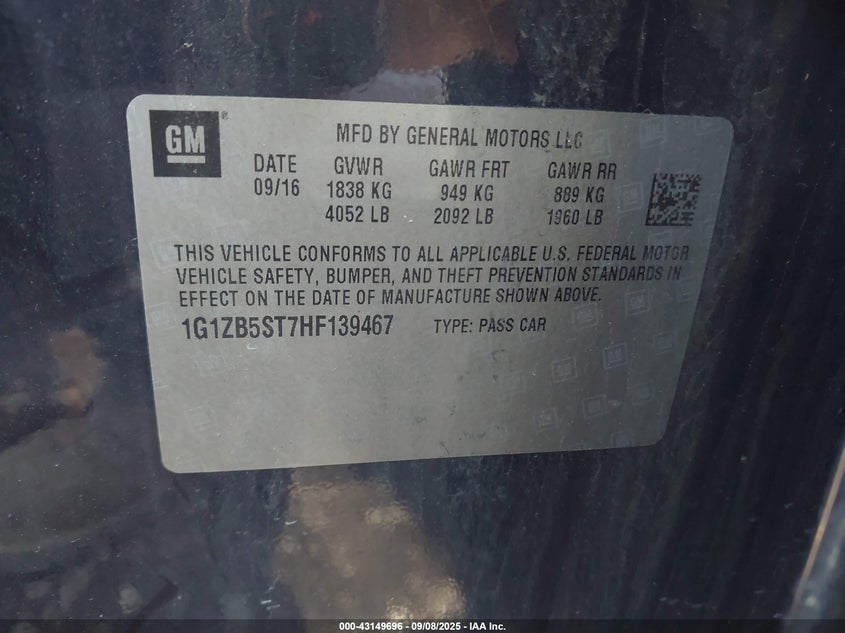 GM®
MFD BY GENERAL MOTORS LLC
DATE GVWR GAWR FRT GAWR RR
09/16 1838 KG 949 KG 889 KG
4052 LB 2092 LB 1960 LB
THIS VEHICLE CONFORMS TO ALL APPLICABLE U.S. FEDERAL MOTOR
VEHICLE SAFETY, BUMPER, AND THEFT PREVENTION STANDARDS IN
EFFECT ON THE DATE OF MANUFACTURE SHOWN ABOVE.
1G1ZB5ST7HF139467 TYPE: PASS CAR
000-43149696 - 09/08/2025 - IAA Inc.